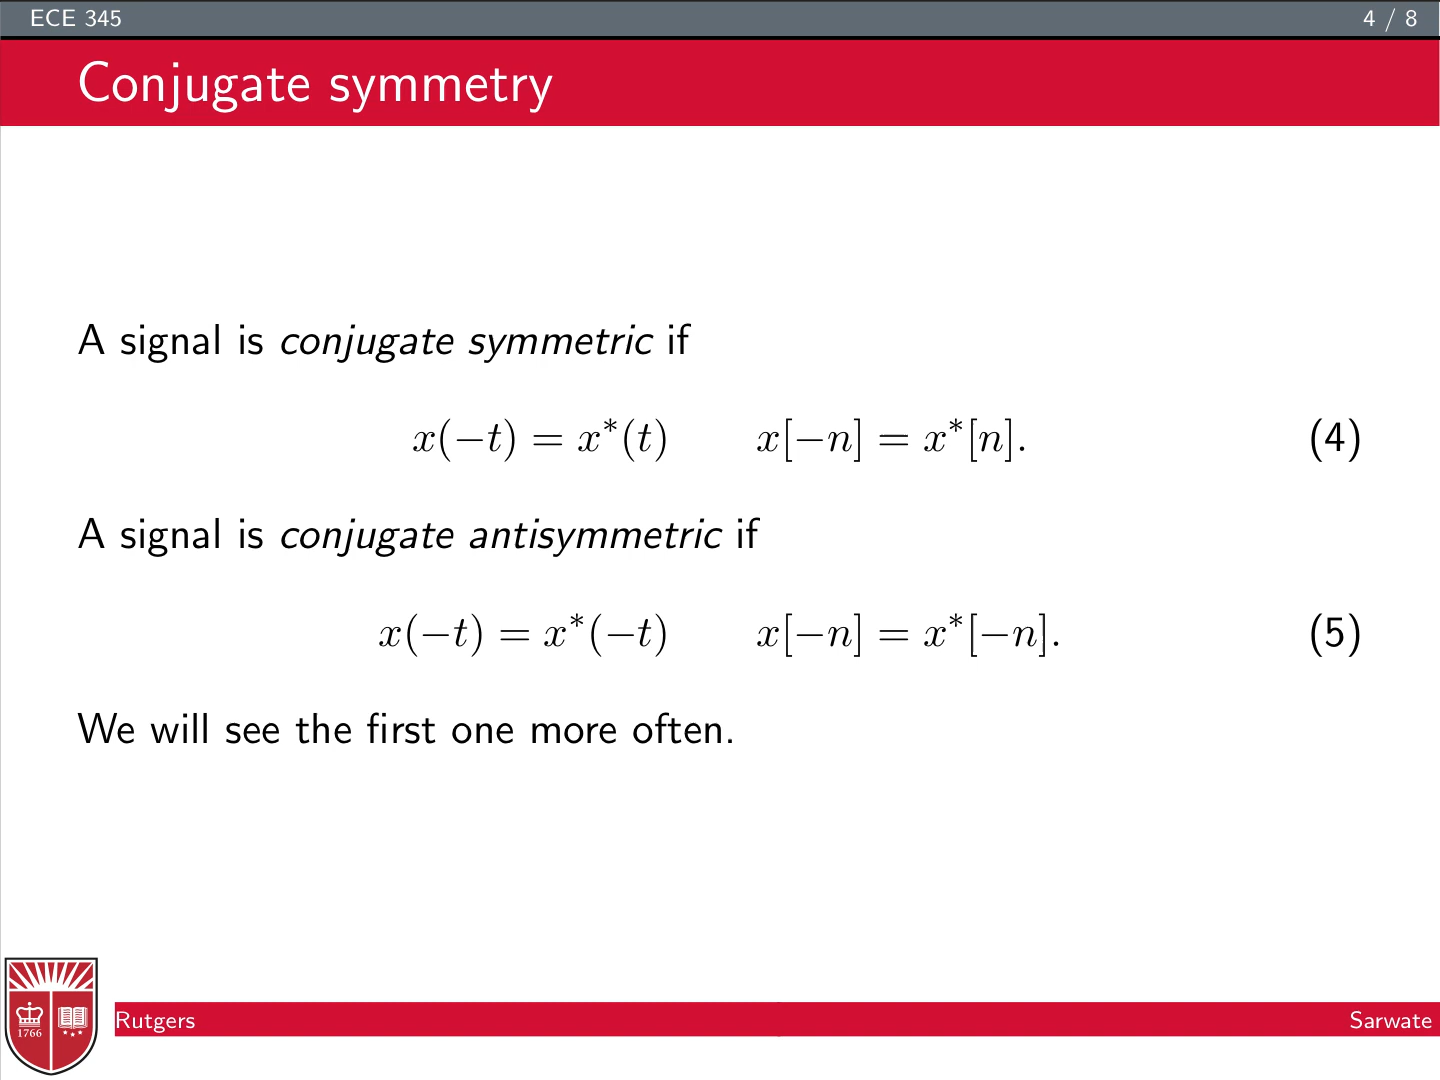 ECE 345 4 / 8
Conjugate symmetry
A signal is conjugate symmetric if
x(−t) = x*(t) x[−n] = x*[n]. (4)
A signal is conjugate antisymmetric if
x(−t) = x*(−t) x[−n] = x*[−n]. (5)
We will see the first one more often.
1766
Rutgers Sarwate